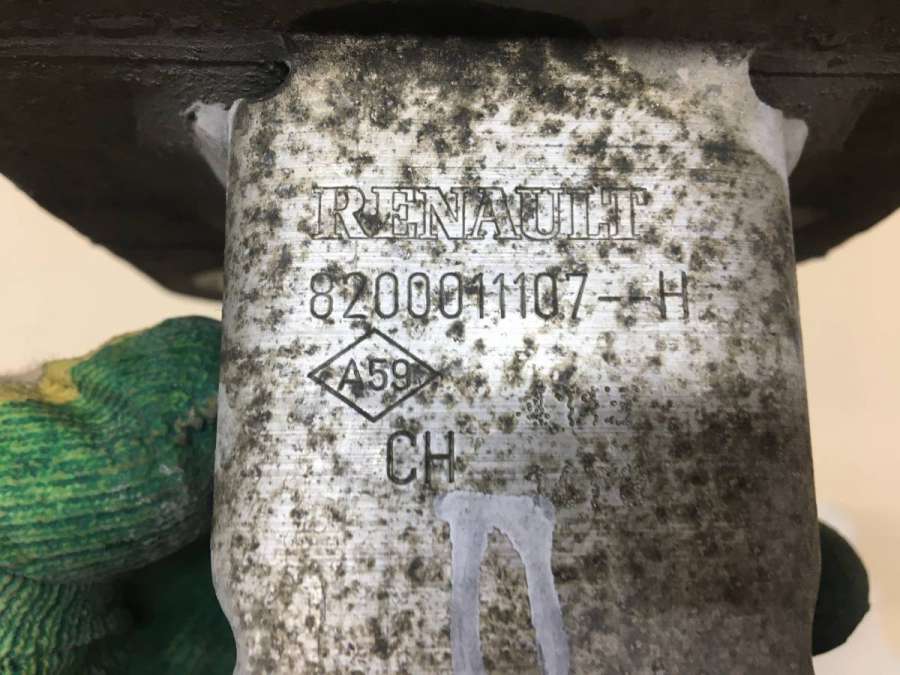 RENAULT
8200011107--H
A59
CH